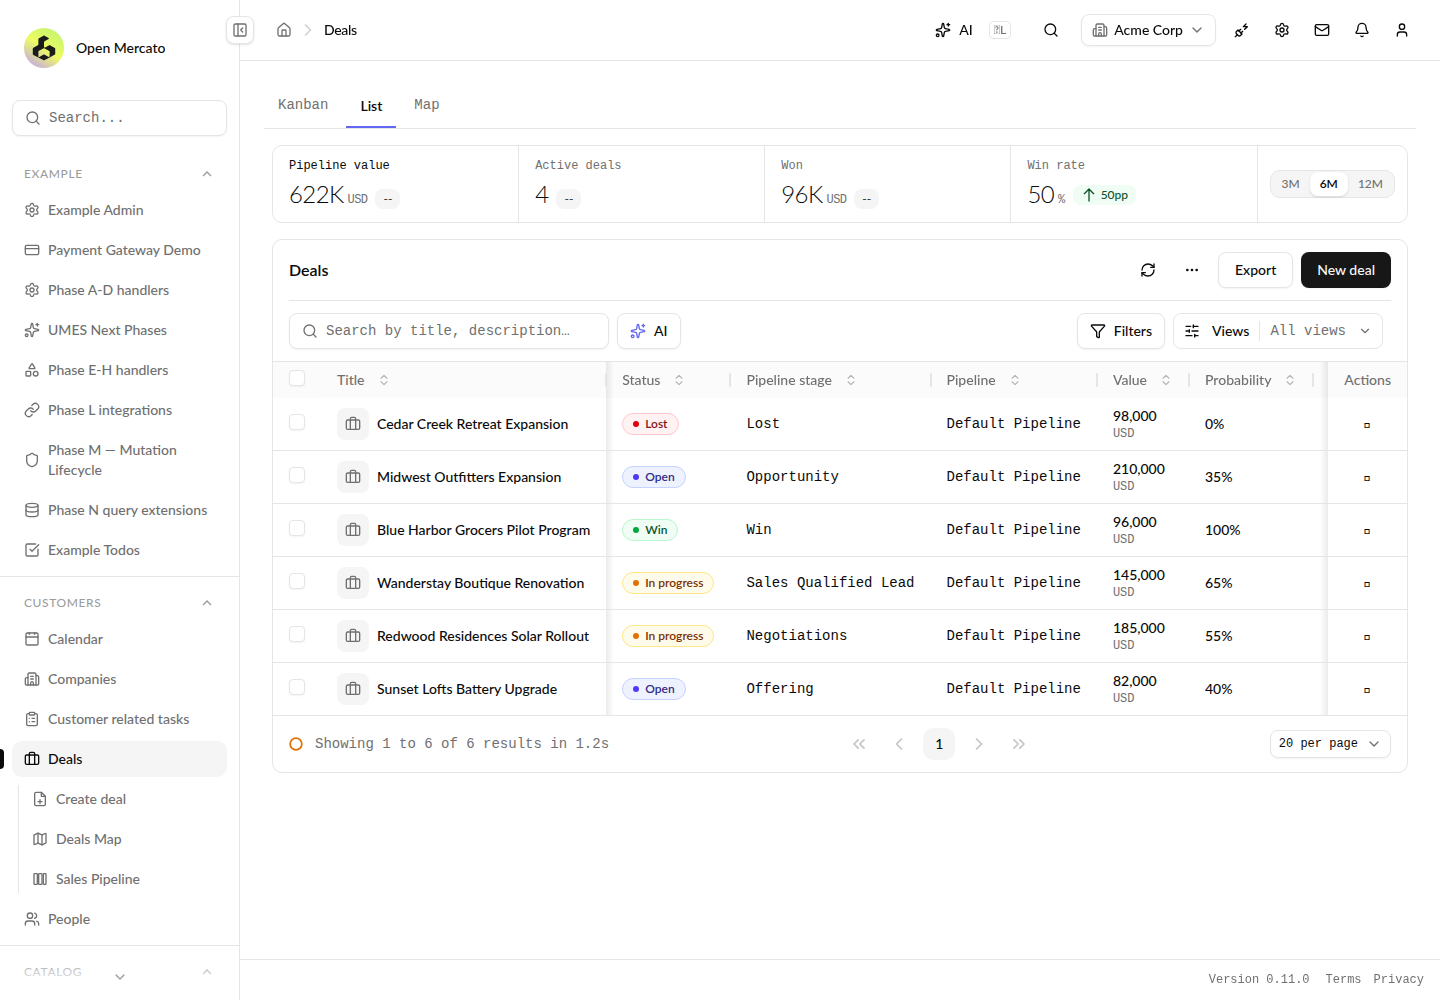 Open Mercato
Deals
AI
L
Acme Corp
Search...
EXAMPLE
Example Admin
Payment Gateway Demo
Phase A-D handlers
UMES Next Phases
Phase E-H handlers
Phase L integrations
Phase M — Mutation
Lifecycle
Phase N query extensions
Example Todos
CUSTOMERS
Calendar
Companies
Customer related tasks
Deals
Create deal
Deals Map
Sales Pipeline
People
CATALOG
Kanban
List
Map
Pipeline value
622K USD --
Active deals
4 --
Won
96K USD --
Win rate
50 % 50pp
3M 6M 12M
Deals
Export
New deal
Search by title, description…
AI
Filters
Views
All views
Title Status Pipeline stage Pipeline Value Probability Actions
Cedar Creek Retreat Expansion Lost Lost Default Pipeline 98,000 USD 0%
Midwest Outfitters Expansion Open Opportunity Default Pipeline 210,000 USD 35%
Blue Harbor Grocers Pilot Program Win Win Default Pipeline 96,000 USD 100%
Wanderstay Boutique Renovation In progress Sales Qualified Lead Default Pipeline 145,000 USD 65%
Redwood Residences Solar Rollout In progress Negotiations Default Pipeline 185,000 USD 55%
Sunset Lofts Battery Upgrade Open Offering Default Pipeline 82,000 USD 40%
Showing 1 to 6 of 6 results in 1.2s
1
20 per page
Version 0.11.0 Terms Privacy